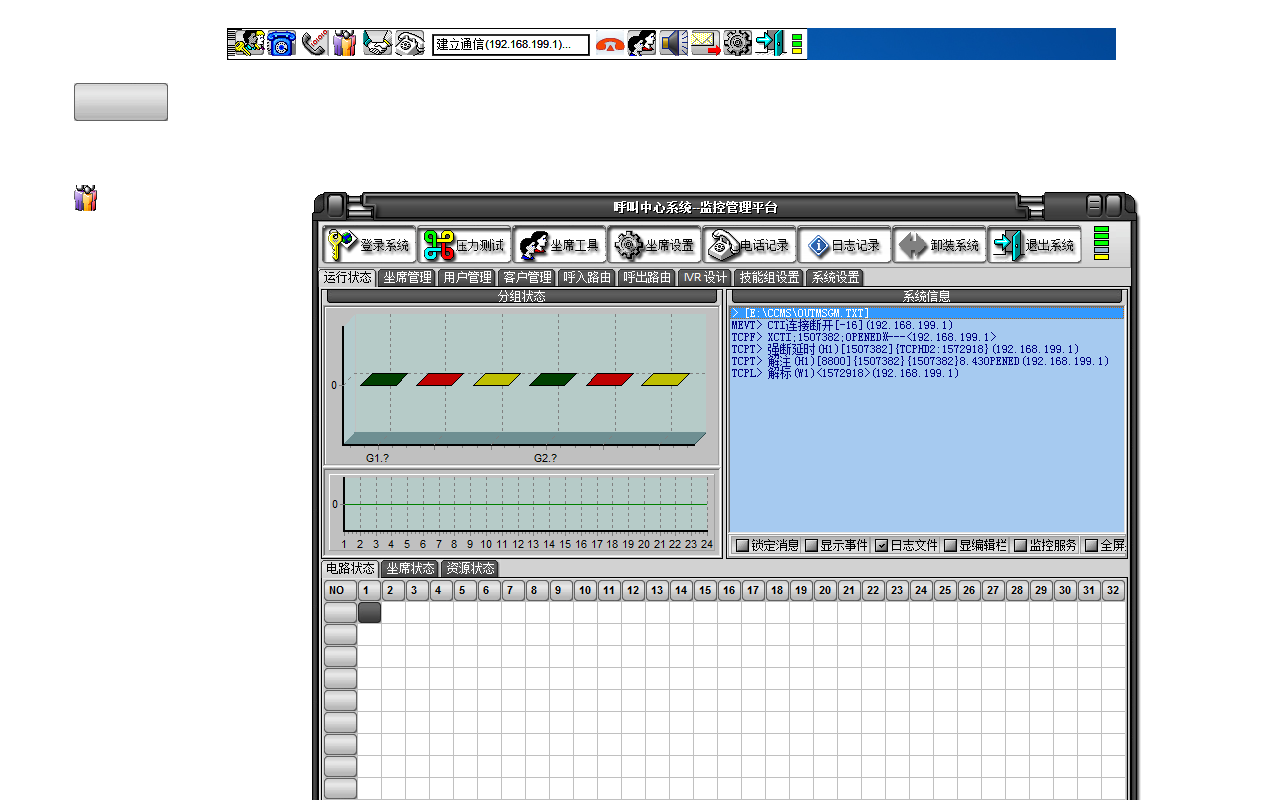 建立通信(192.168.199.1)...
呼叫中心系统--监控管理平台
登录系统 压力测试 坐席工具 坐席设置 电话记录 日志记录 卸装系统 退出系统
运行状态 坐席管理 用户管理 客户管理 呼入路由 呼出路由 IVR 设计 技能组设置 系统设置
分组状态 系统信息
> [E:\CCMS\OUTMSGM.TXT]
MEVT> CTI连接断开[-16](192.168.199.1)
TCPF> XCTI;1507382;OPENED%---<192.168.199.1>
TCPT> 强断延时(H1)[1507382]{TCPHD2:1572918}(192.168.199.1)
TCPT> 解注(H1)[8800]{1507382}{1507382}8.43OPENED(192.168.199.1)
TCPL> 解标(W1)<1572918>(192.168.199.1)
0
G1.? G2.?
0
1 2 3 4 5 6 7 8 9 10 11 12 13 14 15 16 17 18 19 20 21 22 23 24
锁定消息 显示事件 日志文件 显编辑栏 监控服务 全屏
电路状态 坐席状态 资源状态
NO 1 2 3 4 5 6 7 8 9 10 11 12 13 14 15 16 17 18 19 20 21 22 23 24 25 26 27 28 29 30 31 32